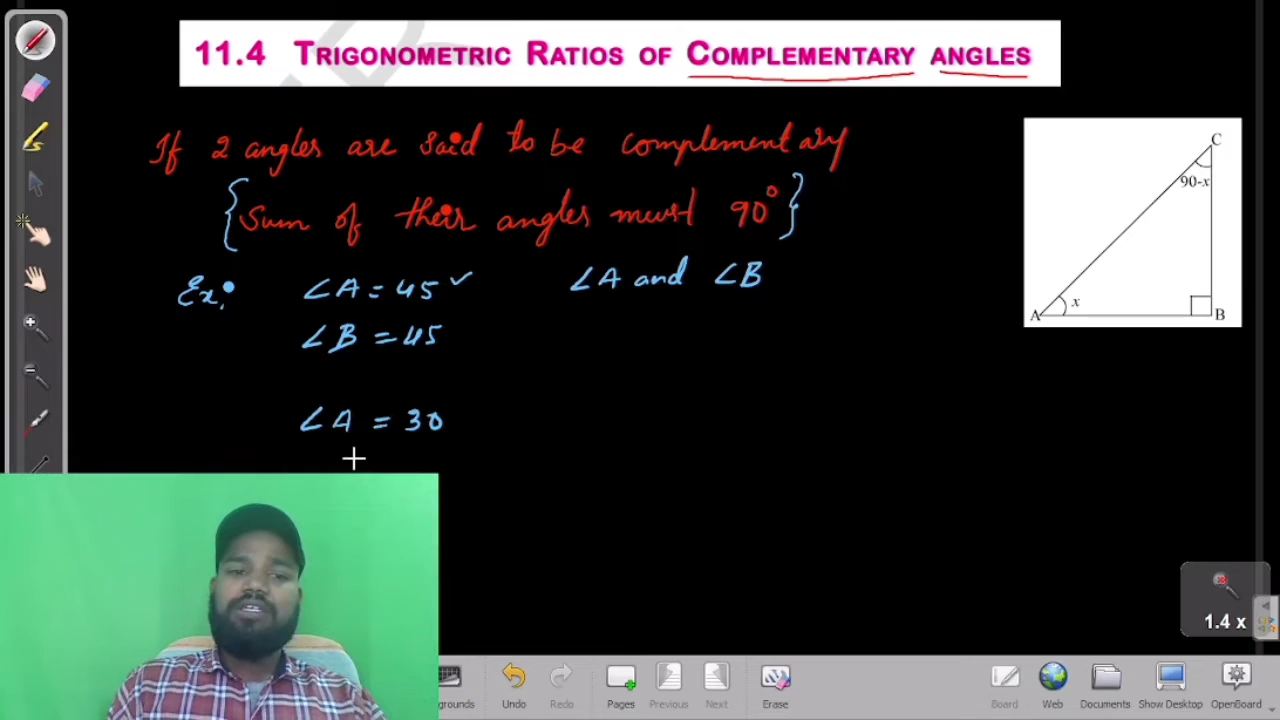 11.4 TRIGONOMETRIC RATIOS OF COMPLEMENTARY ANGLES
If 2 angles are said to be complementary
{Sum of their angles must 90°}
Ex: ∠A = 45 ✓ ∠A and ∠B
∠B = 45
∠A = 30
C
90-x
x
A
B
1.4 x
grounds
Undo
Redo
Pages
Previous
Next
Erase
Board
Web
Documents
Show Desktop
OpenBoard